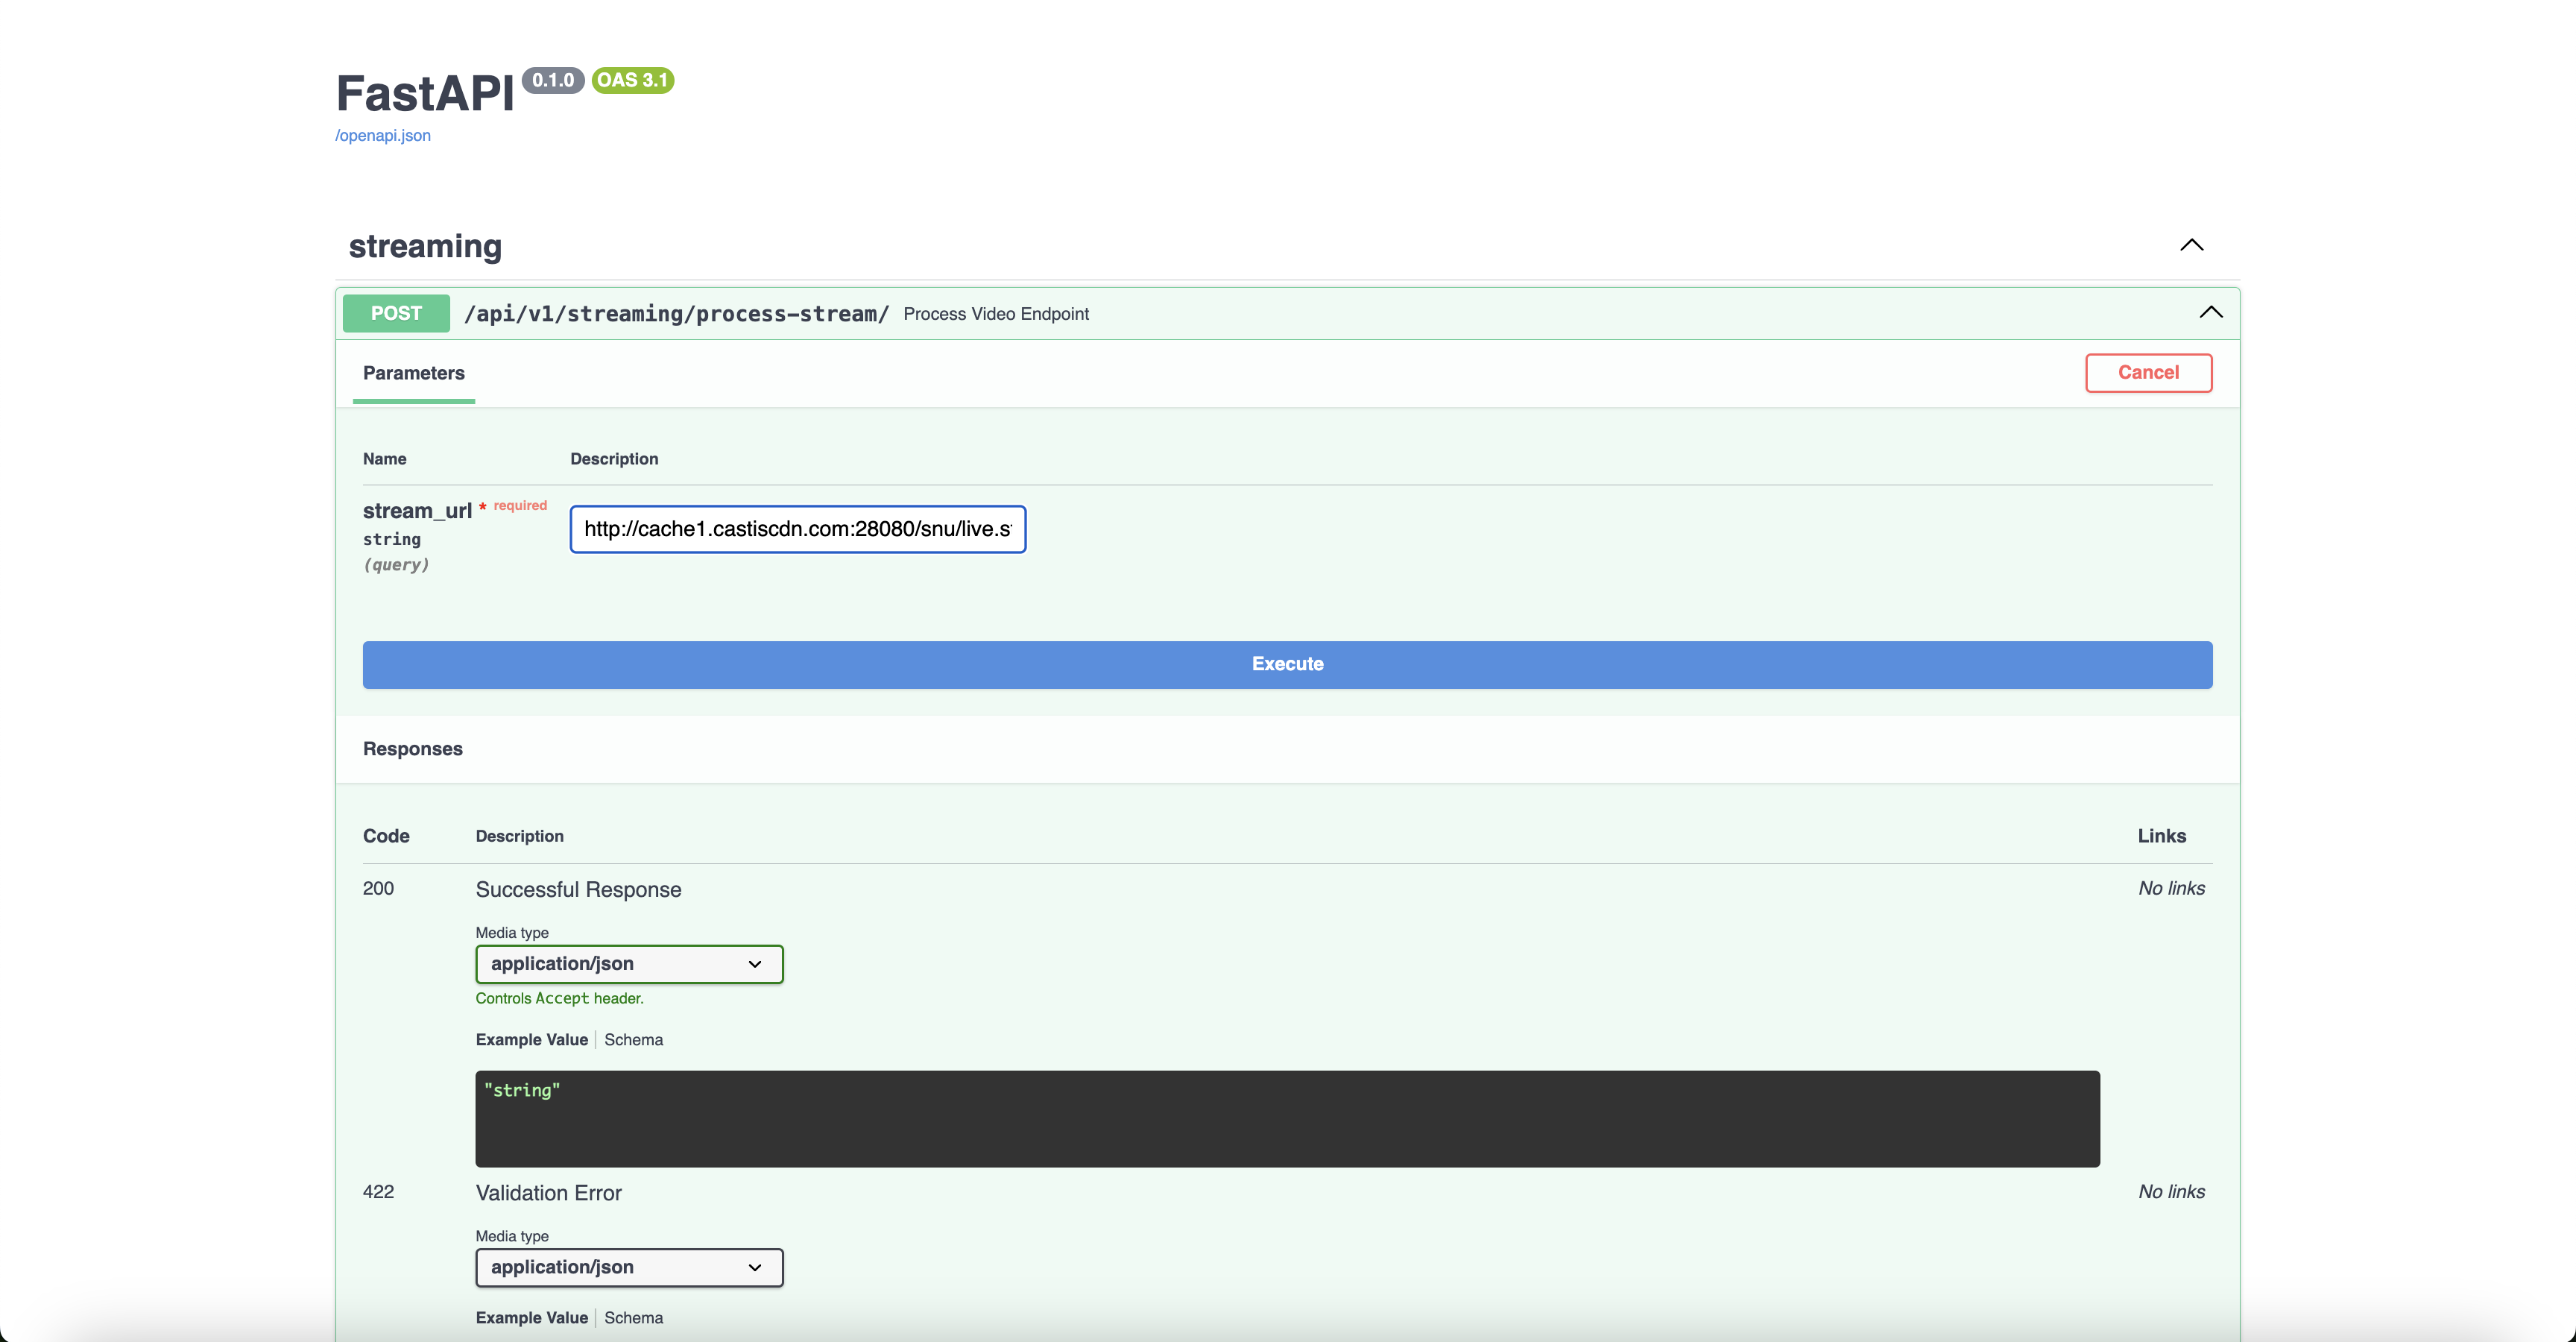 FastAPI 0.1.0 OAS 3.1
/openapi.json
streaming
POST /api/v1/streaming/process-stream/ Process Video Endpoint
Parameters
Cancel
Name Description
stream_url * required
string
(query)
http://cache1.castiscdn.com:28080/snu/live.s
Execute
Responses
Code Description Links
200 Successful Response No links
Media type
application/json
Controls Accept header.
Example Value Schema
"string"
422 Validation Error No links
Media type
application/json
Example Value Schema